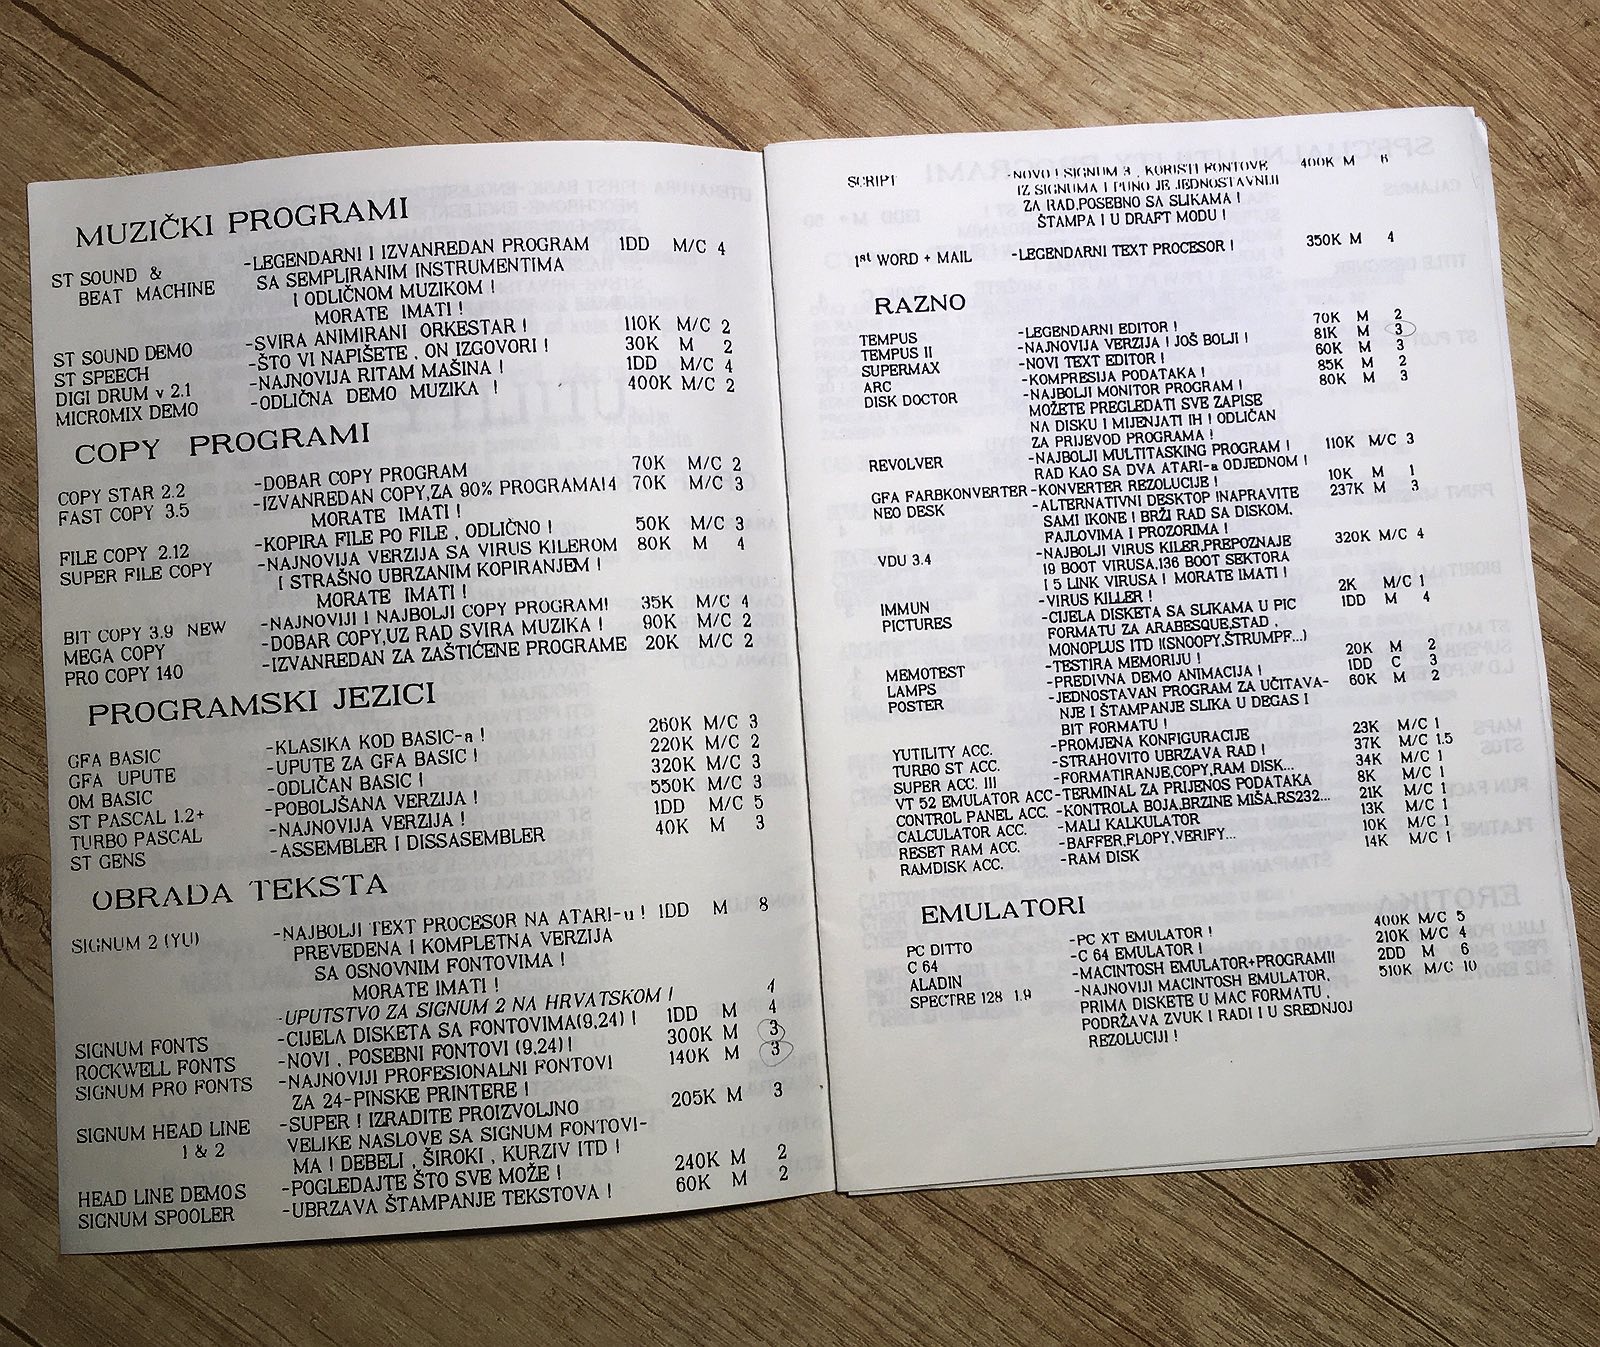 MUZIČKI PROGRAMI
ST SOUND & -LEGENDARNI I IZVANREDAN PROGRAM 1DD M/C 4
BEAT MACHINE SA SEMPLIRANIM INSTRUMENTIMA
I ODLIČNOM MUZIKOM !
MORATE IMATI !
ST SOUND DEMO -SVIRA ANIMIRANI ORKESTAR ! 110K M/C 2
ST SPEECH -ŠTO VI NAPIŠETE , ON IZGOVORI ! 30K M 2
DIGI DRUM v 2.1 -NAJNOVIJA RITAM MAŠINA ! 1DD M/C 4
MICROMIX DEMO -ODLIČNA DEMO MUZIKA ! 400K M/C 2
COPY PROGRAMI
COPY STAR 2.2 -DOBAR COPY PROGRAM 70K M/C 2
FAST COPY 3.5 -IZVANREDAN COPY,ZA 90% PROGRAMA!4 70K M/C 3
MORATE IMATI !
FILE COPY 2.12 -KOPIRA FILE PO FILE , ODLIČNO ! 50K M/C 3
SUPER FILE COPY -NAJNOVIJA VERZIJA SA VIRUS KILEROM 80K M 4
I STRAŠNO UBRZANIM KOPIRANJEM !
MORATE IMATI !
BIT COPY 3.9 NEW -NAJNOVIJI I NAJBOLJI COPY PROGRAM! 35K M/C 4
MEGA COPY -DOBAR COPY,UZ RAD SVIRA MUZIKA ! 90K M/C 2
PRO COPY 140 -IZVANREDAN ZA ZAŠTIĆENE PROGRAME 20K M/C 2
PROGRAMSKI JEZICI
GFA BASIC -KLASIKA KOD BASIC-a ! 260K M/C 3
GFA UPUTE -UPUTE ZA GFA BASIC ! 220K M/C 2
OM BASIC -ODLIČAN BASIC ! 320K M/C 3
ST PASCAL 1.2+ -POBOLJŠANA VERZIJA ! 550K M/C 3
TURBO PASCAL -NAJNOVIJA VERZIJA ! 1DD M/C 5
ST GENS -ASSEMBLER I DISSASEMBLER 40K M 3
OBRADA TEKSTA
SIGNUM 2 (YU) -NAJBOLJI TEXT PROCESOR NA ATARI-u ! 1DD M 8
PREVEDENA I KOMPLETNA VERZIJA
SA OSNOVNIM FONTOVIMA !
MORATE IMATI !
-UPUTSTVO ZA SIGNUM 2 NA HRVATSKOM ! 4
SIGNUM FONTS -CIJELA DISKETA SA FONTOVIMA(9,24) ! 1DD M 4
ROCKWELL FONTS -NOVI , POSEBNI FONTOVI (9,24) ! 300K M 3
SIGNUM PRO FONTS -NAJNOVIJI PROFESIONALNI FONTOVI 140K M 3
ZA 24-PINSKE PRINTERE !
SIGNUM HEAD LINE -SUPER ! IZRADITE PROIZVOLJNO 205K M 3
1 & 2 VELIKE NASLOVE SA SIGNUM FONTOVI-
MA ! DEBELI , ŠIROKI , KURZIV ITD !
HEAD LINE DEMOS -POGLEDAJTE ŠTO SVE MOŽE ! 240K M 2
SIGNUM SPOOLER -UBRZAVA ŠTAMPANJE TEKSTOVA ! 60K M 2
SCRIPT -NOVO ! SIGNUM 3 , KORISTI FONTOVE 400K M 6
IZ SIGNUMA I PUNO JE JEDNOSTAVNIJI
ZA RAD,POSEBNO SA SLIKAMA !
ŠTAMPA I U DRAFT MODU !
1st WORD + MAIL -LEGENDARNI TEXT PROCESOR ! 350K M 4
RAZNO
TEMPUS -LEGENDARNI EDITOR ! 70K M 2
TEMPUS II -NAJNOVIJA VERZIJA ! JOŠ BOLJI ! 81K M 3
SUPERMAX -NOVI TEXT EDITOR ! 60K M 3
ARC -KOMPRESIJA PODATAKA ! 85K M 2
DISK DOCTOR -NAJBOLJI MONITOR PROGRAM ! 80K M 3
MOŽETE PREGLEDATI SVE ZAPISE
NA DISKU I MIJENJATI IH ! ODLIČAN
ZA PRIJEVOD PROGRAMA !
REVOLVER -NAJBOLJI MULTITASKING PROGRAM ! 110K M/C 3
RAD KAO SA DVA ATARI-a ODJEDNOM !
GFA FARBKONVERTER -KONVERTER REZOLUCIJE ! 10K M 1
NEO DESK -ALTERNATIVNI DESKTOP !NAPRAVITE 237K M 3
SAMI IKONE I BRŽI RAD SA DISKOM,
FAJLOVIMA I PROZORIMA !
VDU 3.4 -NAJBOLJI VIRUS KILER,PREPOZNAJE 320K M/C 4
19 BOOT VIRUSA,136 BOOT SEKTORA
I 5 LINK VIRUSA ! MORATE IMATI !
IMMUN -VIRUS KILLER ! 2K M/C 1
PICTURES -CIJELA DISKETA SA SLIKAMA U PIC 1DD M 4
FORMATU ZA ARABESQUE,STAD ,
MONOPLUS ITD !(SNOOPY,ŠTRUMPF...)
MEMOTEST -TESTIRA MEMORIJU ! 20K M 2
LAMPS -PREDIVNA DEMO ANIMACIJA ! 1DD C 3
POSTER -JEDNOSTAVAN PROGRAM ZA UČITAVA- 60K M 2
NJE I ŠTAMPANJE SLIKA U DEGAS I
BIT FORMATU !
YUTILITY ACC. -PROMJENA KONFIGURACIJE 23K M/C 1
TURBO ST ACC. -STRAHOVITO UBRZAVA RAD ! 37K M/C 1.5
SUPER ACC. III -FORMATIRANJE,COPY,RAM DISK... 34K M/C 1
VT 52 EMULATOR ACC-TERMINAL ZA PRIJENOS PODATAKA 8K M/C 1
CONTROL PANEL ACC. -KONTROLA BOJA,BRZINE MIŠA,RS232... 21K M/C 1
CALCULATOR ACC. -MALI KALKULATOR 13K M/C 1
RESET RAM ACC. -BAFFER,FLOPY,VERIFY... 10K M/C 1
RAMDISK ACC. -RAM DISK 14K M/C 1
EMULATORI
PC DITTO -PC XT EMULATOR ! 400K M/C 5
C 64 -C 64 EMULATOR ! 210K M/C 4
ALADIN -MACINTOSH EMULATOR+PROGRAMI! 2DD M 6
SPECTRE 128 1.9 -NAJNOVIJI MACINTOSH EMULATOR, 510K M/C 10
PRIMA DISKETE U MAC FORMATU ,
PODRŽAVA ZVUK I RADI I U SREDNJOJ
REZOLUCIJI !